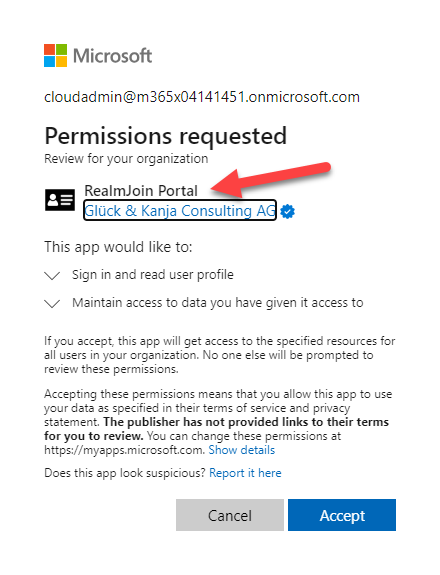 Microsoft
cloudadmin@m365x04141451.onmicrosoft.com
Permissions requested
Review for your organization
RealmJoin Portal
Glück & Kanja Consulting AG
This app would like to:
Sign in and read user profile
Maintain access to data you have given it access to
If you accept, this app will get access to the specified resources for
all users in your organization. No one else will be prompted to
review these permissions.
Accepting these permissions means that you allow this app to use
your data as specified in their terms of service and privacy
statement. The publisher has not provided links to their terms
for you to review. You can change these permissions at
https://myapps.microsoft.com. Show details
Does this app look suspicious? Report it here
Cancel
Accept